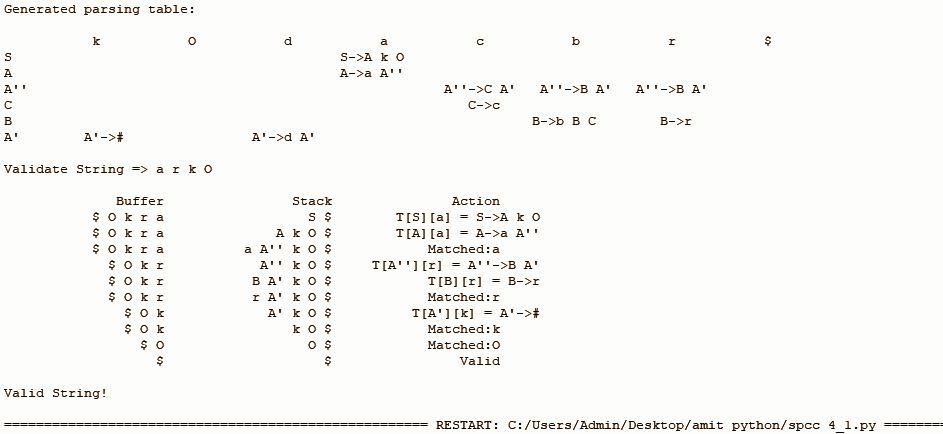 Generated parsing table:
k O d a c b r $
S S->A k O
A A->a A''
A'' A''->C A' A''->B A' A''->B A'
C C->c
B B->b B C B->r
A' A'->#  A'->d A'
Validate String => a r k O
Buffer Stack Action
$ O k r a S $ T[S][a] = S->A k O
$ O k r a A k O $ T[A][a] = A->a A''
$ O k r a a A'' k O $ Matched:a
$ O k r A'' k O $ T[A''][r] = A''->B A'
$ O k r B A' k O $ T[B][r] = B->r
$ O k r r A' k O $ Matched:r
$ O k A' k O $ T[A'][k] = A'->#
$ O k k O $ Matched:k
$ O O $ Matched:O
$ $ Valid
Valid String!
===================================================== RESTART: C:/Users/Admin/Desktop/amit python/spcc 4_1.py ========